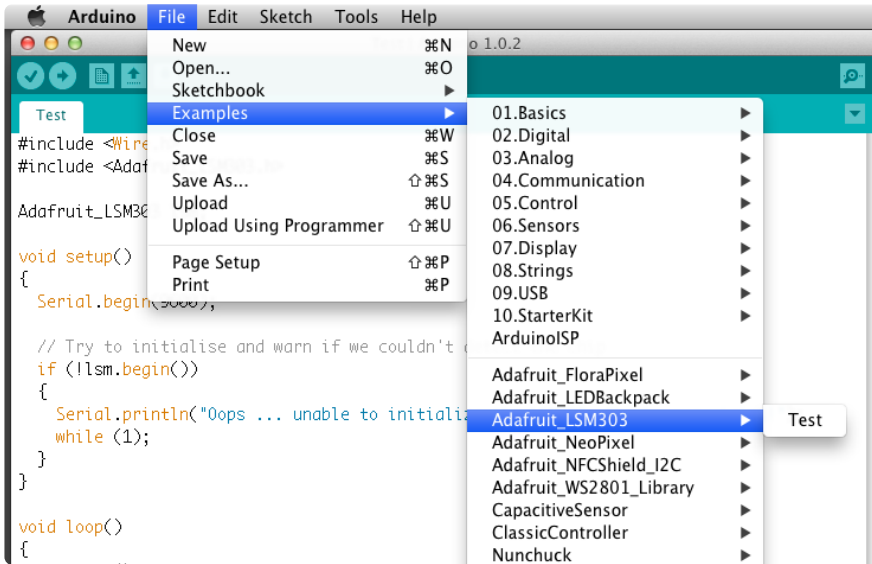 Arduino File Edit Sketch Tools Help
o 1.0.2
New ⌘N
Open... ⌘O
Sketchbook
Examples
Close ⌘W
Save ⌘S
Save As... ⇧⌘S
Upload ⌘U
Upload Using Programmer ⇧⌘U
Page Setup ⇧⌘P
Print ⌘P
01.Basics
02.Digital
03.Analog
04.Communication
05.Control
06.Sensors
07.Display
08.Strings
09.USB
10.StarterKit
ArduinoISP
Adafruit_FloraPixel
Adafruit_LEDBackpack
Adafruit_LSM303
Adafruit_NeoPixel
Adafruit_NFCShield_I2C
Adafruit_WS2801_Library
CapacitiveSensor
ClassicController
Nunchuck
Test
Test
#include <Wire
#include <Adaf
Adafruit_LSM30
void setup()
{
Serial.begin(9600);
// Try to initialise and warn if we couldn't
if (!lsm.begin())
{
Serial.println("Oops ... unable to initializ
while (1);
}
}
void loop()
{